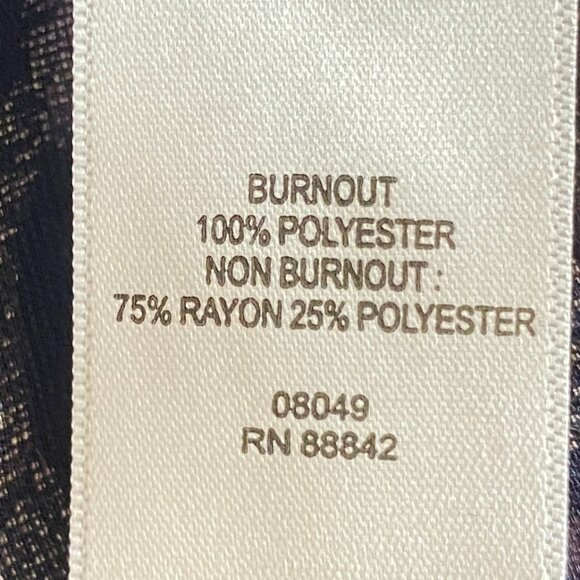 BURNOUT
100% POLYESTER
NON BURNOUT :
75% RAYON 25% POLYESTER
08049
RN 88842